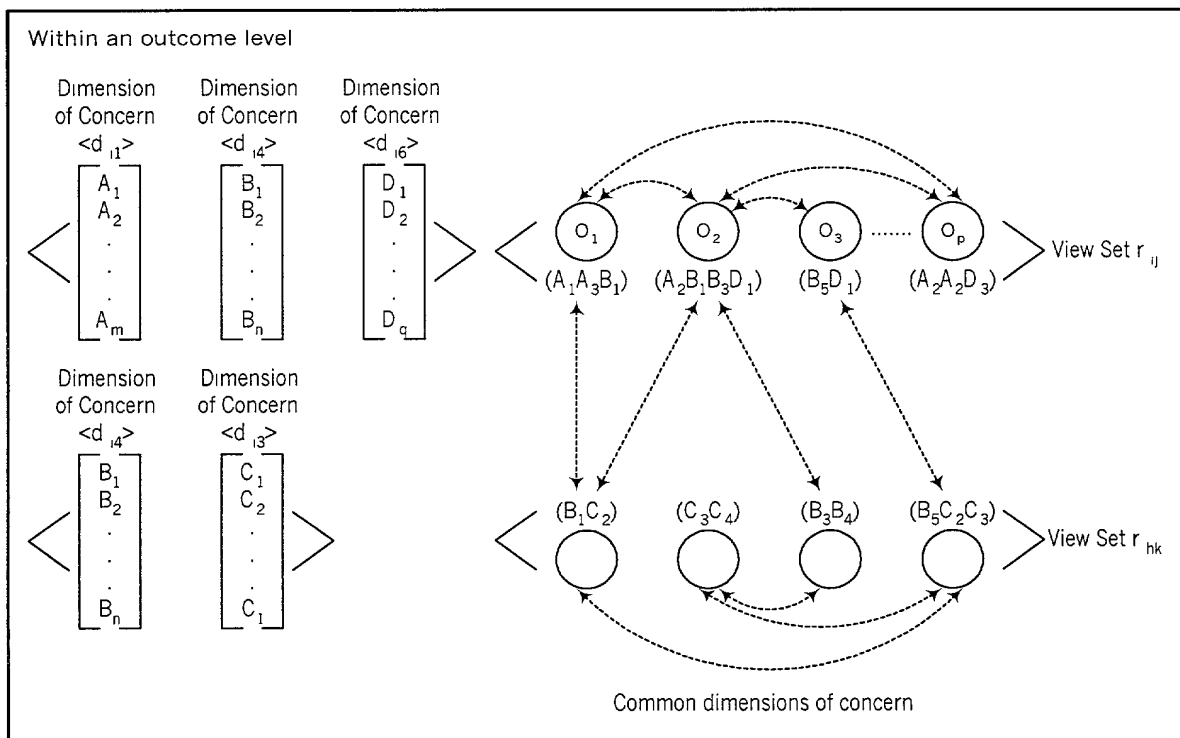 Within an outcome level
Dimension of Concern <d i1>
Dimension of Concern <d i4>
Dimension of Concern <d i6>
A1 B1 D1
A2 B2 D2
. . .
. . .
. . .
Am Bn Dq
O1 O2 O3 ...... Op
(A1A3B1) (A2B1B3D1) (B5D1) (A2A2D3)
View Set r ij
Dimension of Concern <d i4>
Dimension of Concern <d i3>
B1 C1
B2 C2
. .
. .
. .
Bn Cl
(B1C2) (C3C4) (B3B4) (B5C2C3)
View Set r hk
Common dimensions of concern